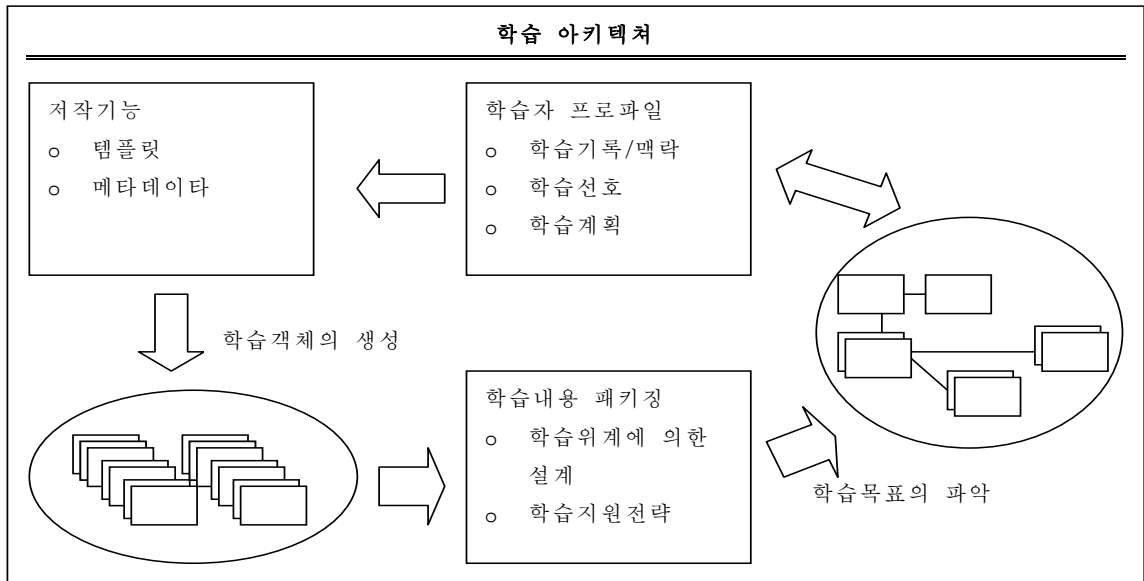 학습 아키텍쳐
저작기능
o 템플릿
o 메타데이타
학습자 프로파일
o 학습기록/맥락
o 학습선호
o 학습계획
학습객체의 생성
학습내용 패키징
o 학습위계에 의한
설계
o 학습지원전략
학습목표의 파악